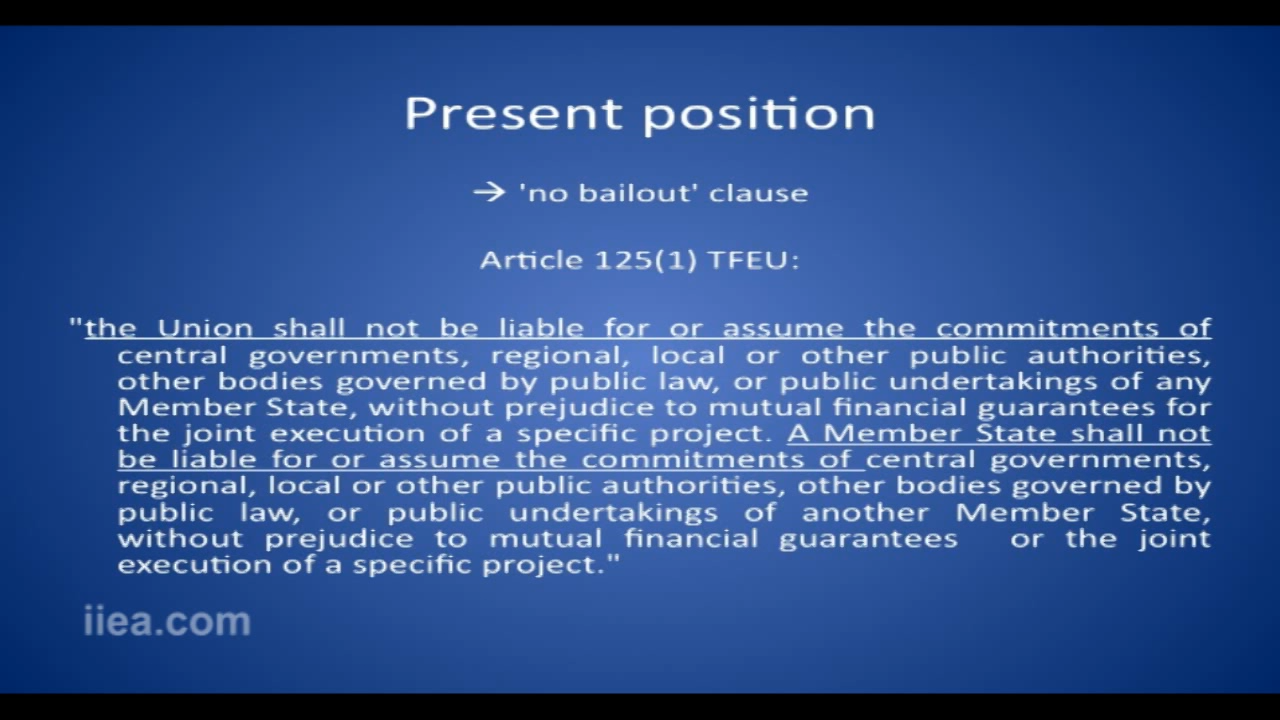 Present position
→ 'no bailout' clause
Article 125(1) TFEU:
"the Union shall not be liable for or assume the commitments of
central governments, regional, local or other public authorities,
other bodies governed by public law, or public undertakings of any
Member State, without prejudice to mutual financial guarantees for
the joint execution of a specific project. A Member State shall not
be liable for or assume the commitments of central governments,
regional, local or other public authorities, other bodies governed by
public law, or public undertakings of another Member State,
without prejudice to mutual financial guarantees or the joint
execution of a specific project."
iiea.com